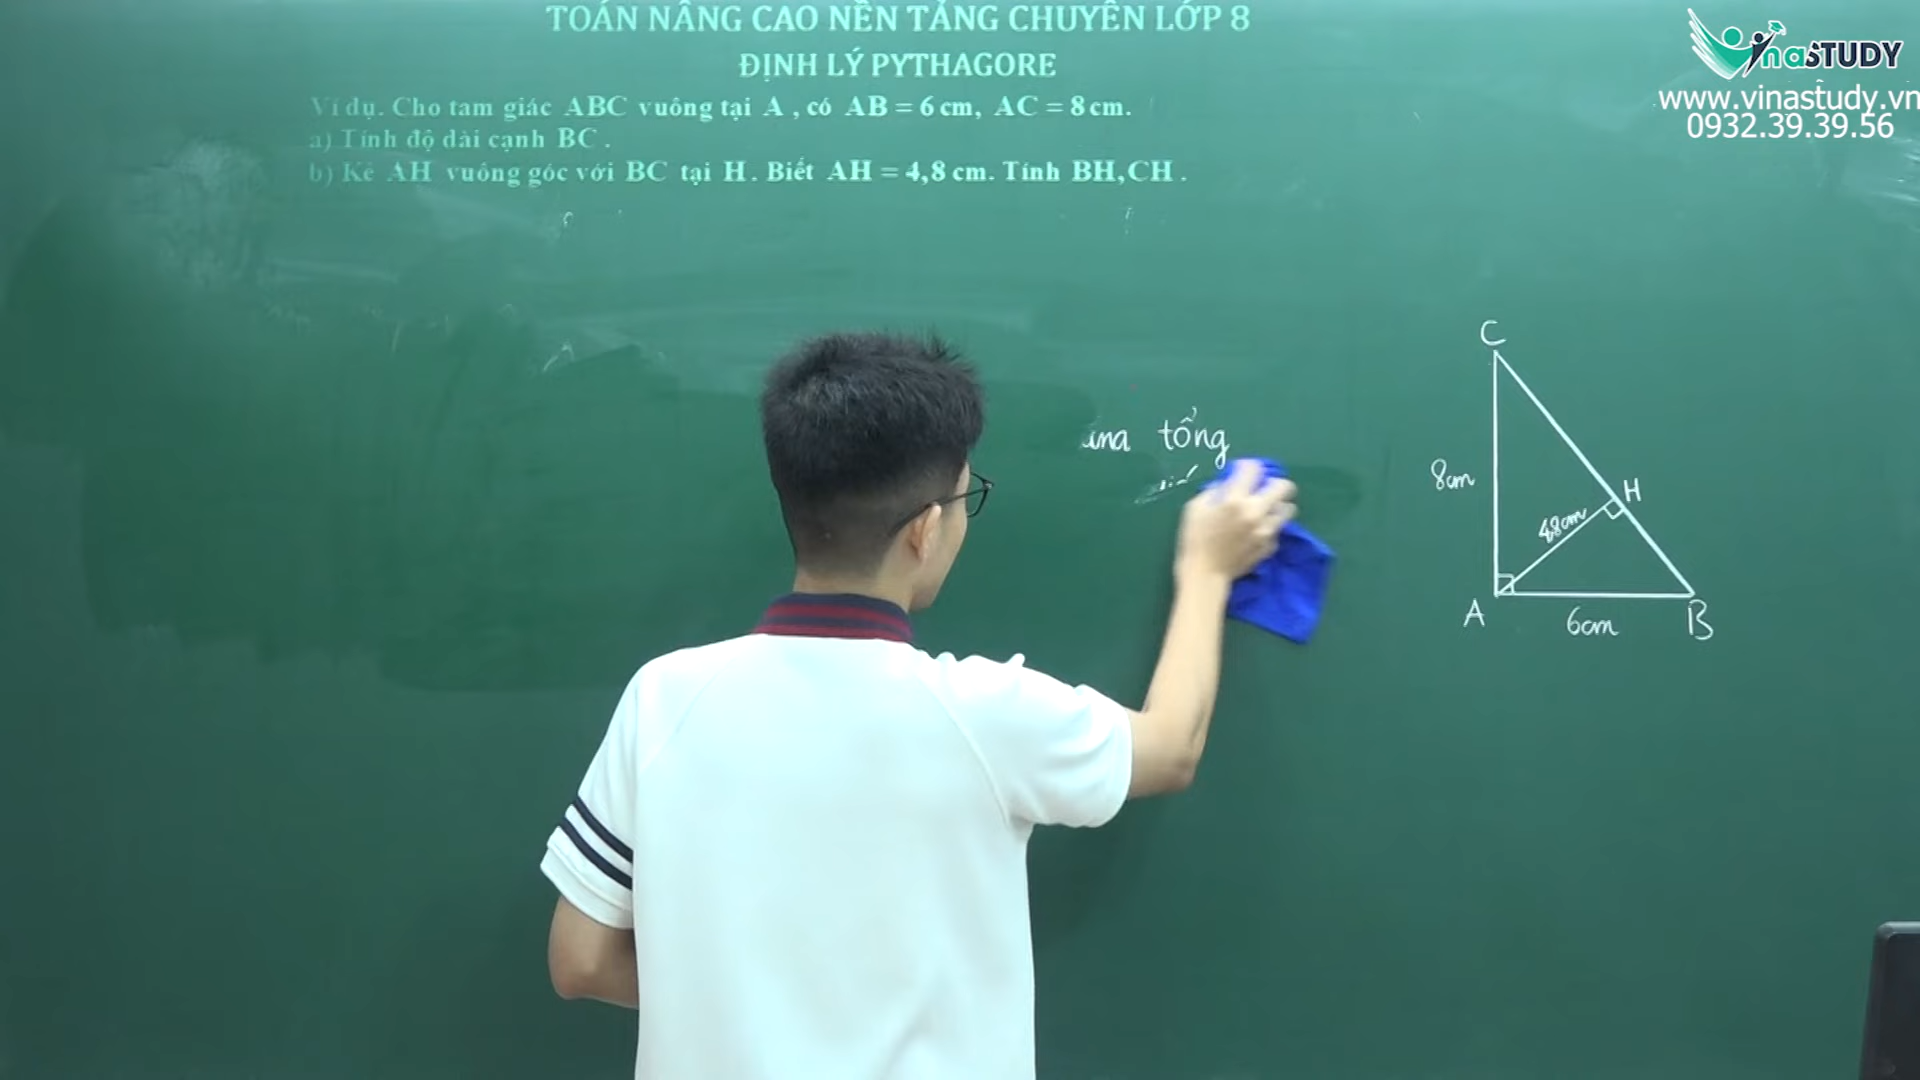 TOÁN NÂNG CAO NỀN TẢNG CHUYÊN LỚP 8
ĐỊNH LÝ PYTHAGORE
Ví dụ. Cho tam giác ABC vuông tại A , có AB = 6 cm, AC = 8 cm.
a) Tính độ dài cạnh BC .
b) Kẻ AH vuông góc với BC tại H . Biết AH = 4,8 cm. Tính BH, CH .
VinaSTUDY
www.vinastudy.vn
0932.39.39.56
tổng
C
8cm
H
4,8cm
A
B
6cm